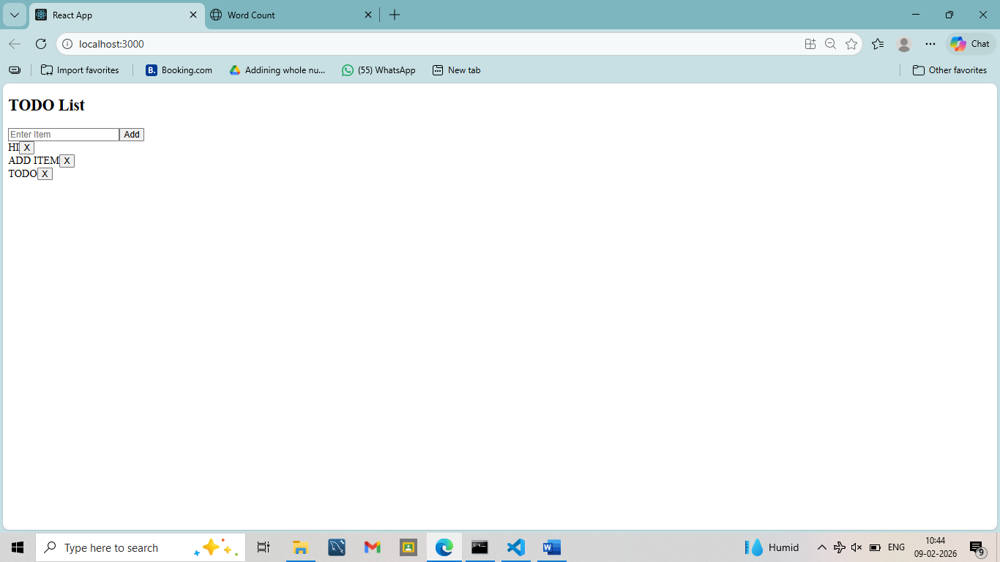 React App
Word Count
localhost:3000
Chat
Import favorites
B. Booking.com
Addining whole nu...
(55) WhatsApp
New tab
Other favorites
TODO List
Enter Item Add
HI X
ADD ITEM X
TODO X
Type here to search
Humid
ENG
10:44
09-02-2026
9